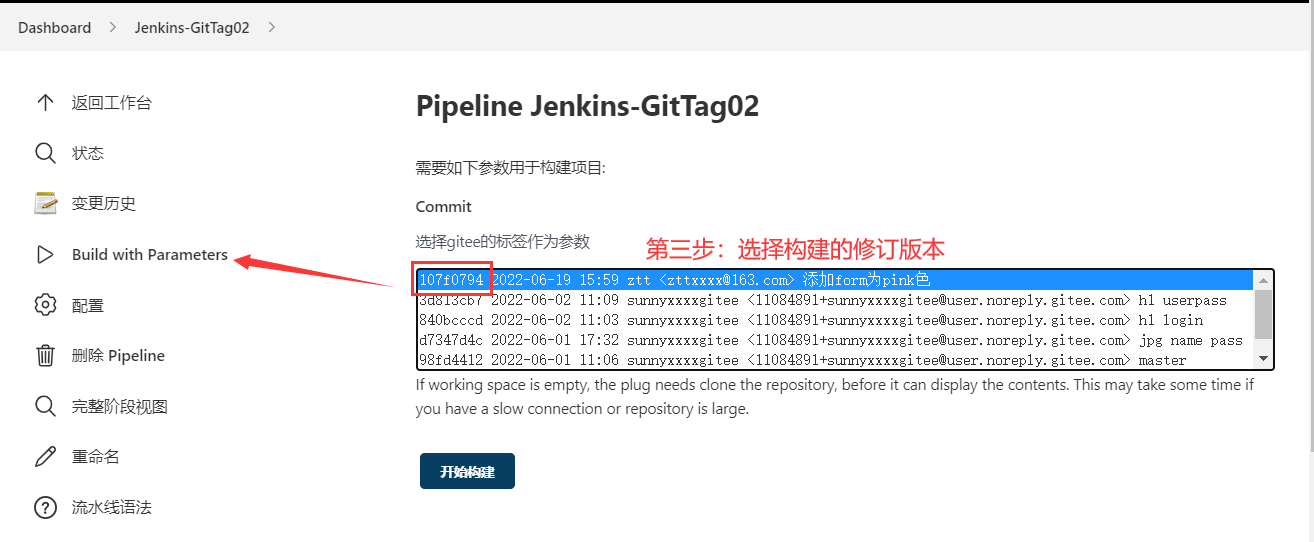 Dashboard > Jenkins-GitTag02 >
返回工作台
状态
变更历史
Build with Parameters
配置
删除 Pipeline
完整阶段视图
重命名
流水线语法
Pipeline Jenkins-GitTag02
需要如下参数用于构建项目:
Commit
选择gitee的标签作为参数
第三步：选择构建的修订版本
107f0794 2022-06-19 15:59 ztt <zttxxxx@163.com> 添加form为pink色
3d813cb7 2022-06-02 11:09 sunnyxxxxgitee <11084891+sunnyxxxxgitee@user.noreply.gitee.com> hl userpass
840bcccd 2022-06-02 11:03 sunnyxxxxgitee <11084891+sunnyxxxxgitee@user.noreply.gitee.com> hl login
d7347d4c 2022-06-01 17:32 sunnyxxxxgitee <11084891+sunnyxxxxgitee@user.noreply.gitee.com> jpg name pass
98fd4412 2022-06-01 11:06 sunnyxxxxgitee <11084891+sunnyxxxxgitee@user.noreply.gitee.com> master
If working space is empty, the plug needs clone the repository, before it can display the contents. This may take some time if
you have a slow connection or repository is large.
开始构建